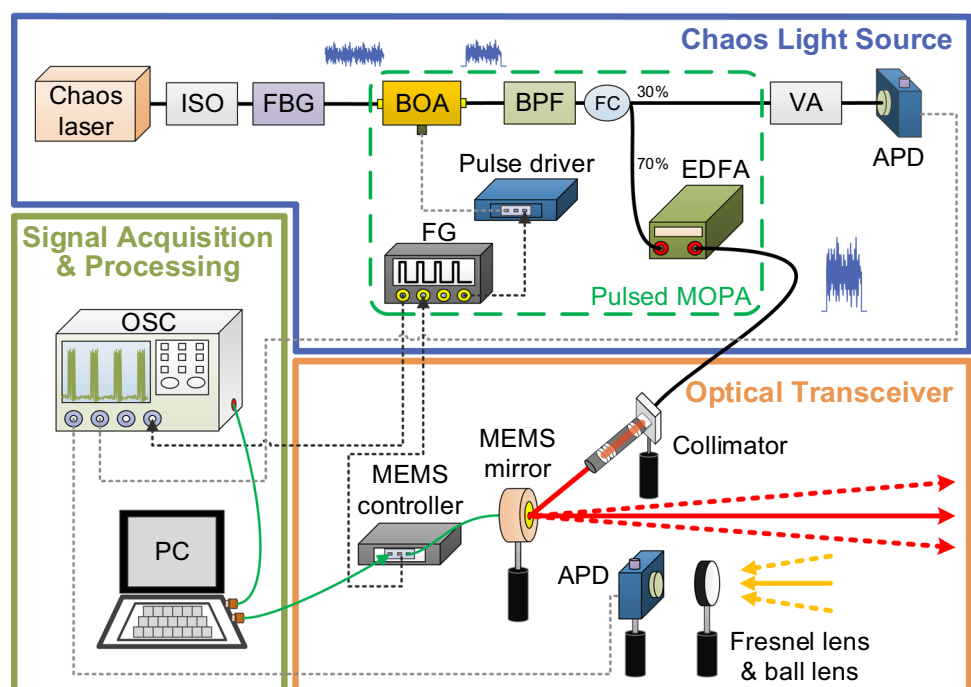 Chaos Light Source
Chaos
laser
ISO
FBG
BOA
BPF
FC
30%
VA
APD
70%
EDFA
Pulse driver
FG
Pulsed MOPA
Signal Acquisition
& Processing
OSC
PC
Optical Transceiver
Collimator
MEMS
mirror
MEMS
controller
APD
Fresnel lens
& ball lens